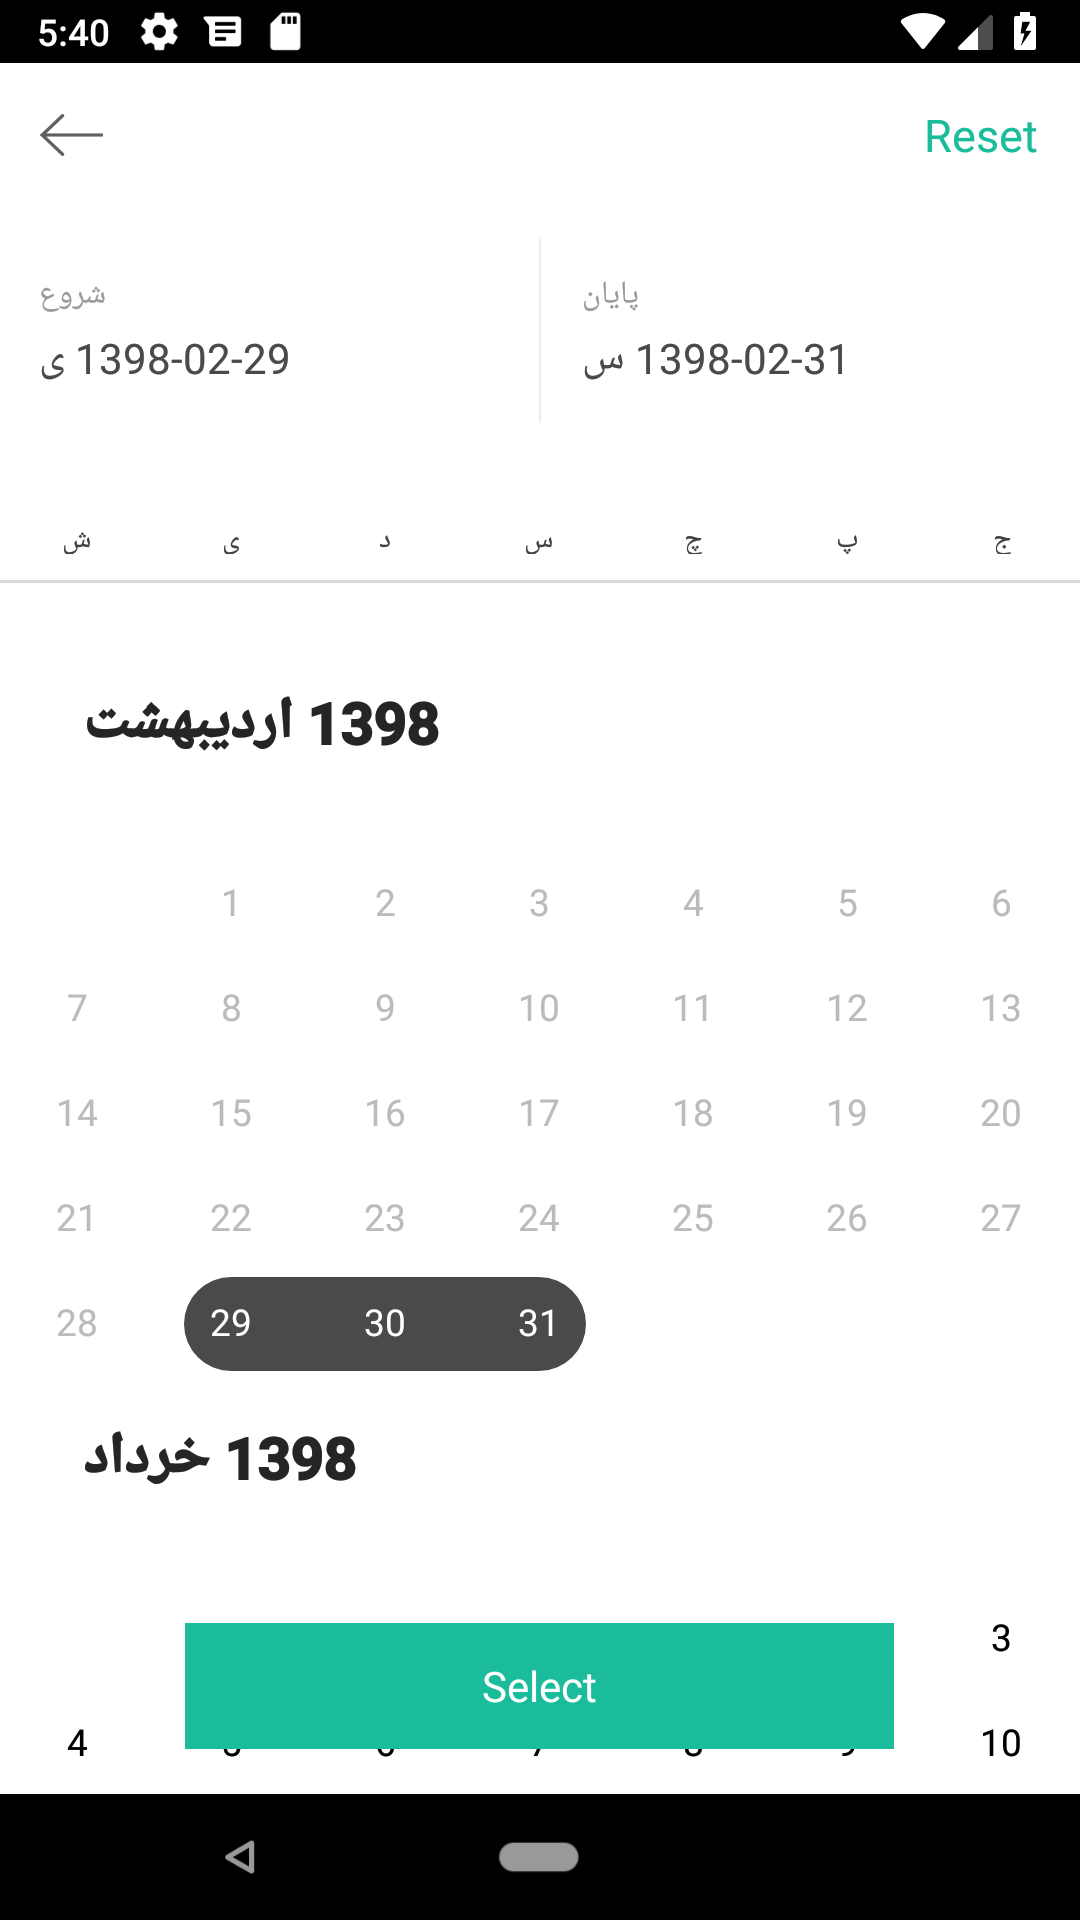 5:40
Reset
شروع
ی 1398-02-29
پایان
س 1398-02-31
ش ی د س چ پ ج
1398 اردیبهشت
1 2 3 4 5 6
7 8 9 10 11 12 13
14 15 16 17 18 19 20
21 22 23 24 25 26 27
28 29 30 31
1398 خرداد
3
Select
4 10